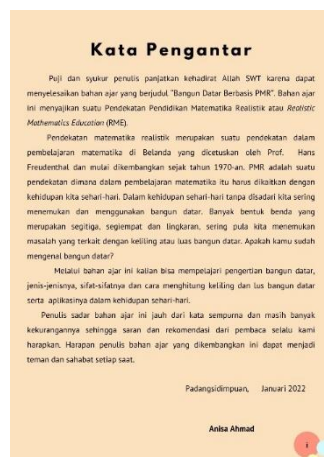 Kata Pengantar
Puji dan syukur penulis panjatkan kehadirat Allah SWT karena dapat
menyelesaikan bahan ajar yang berjudul “Bangun Datar Berbasis PMR”. Bahan ajar
ini menyajikan suatu Pendekatan Pendidikan Matematika Realistik atau Realistic
Mathematics Education (RME).
Pendekatan matematika realistik merupakan suatu pendekatan dalam
pembelajaran matematika di Belanda yang dicetuskan oleh Prof. Hans
Freudenthal dan mulai dikembangkan sejak tahun 1970-an. PMR adalah suatu
pendekatan dimana dalam pembelajaran matematika itu harus dikaitkan dengan
kehidupan kita sehari-hari. Dalam kehidupan sehari-hari tanpa disadari kita sering
menemukan dan menggunakan bangun datar. Banyak bentuk benda yang
merupakan segitiga, segiempat dan lingkaran, sering pula kita menemukan
masalah yang terkait dengan keliling atau luas bangun datar. Apakah kamu sudah
mengenal bangun datar?
Melalui bahan ajar ini kalian bisa mempelajari pengertian bangun datar,
jenis-jenisnya, sifat-sifatnya dan cara menghitung keliling dan lus bangun datar
serta aplikasinya dalam kehidupan sehari-hari.
Penulis sadar bahan ajar ini jauh dari kata sempurna dan masih banyak
kekurangannya sehingga saran dan rekomendasi dari pembaca selalu kami
harapkan. Harapan penulis bahan ajar yang dikembangkan ini dapat menjadi
teman dan sahabat setiap saat.
Padangsidimpuan, Januari 2022
Anisa Ahmad
i